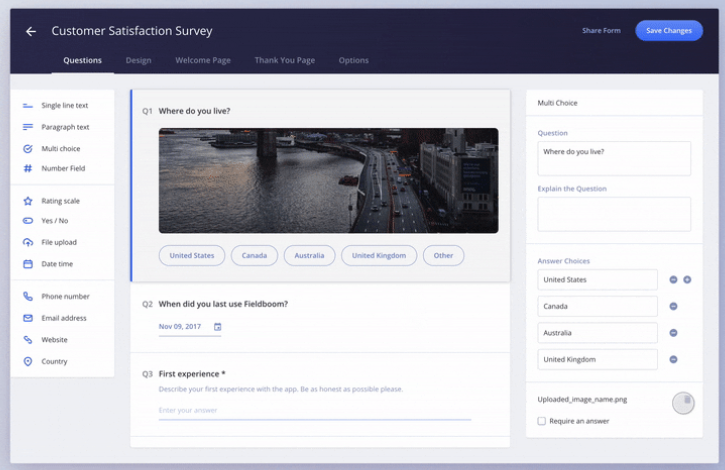 Customer Satisfaction Survey
Share Form
Save Changes
Questions
Design
Welcome Page
Thank You Page
Options
Single line text
Paragraph text
Multi choice
Number Field
Rating scale
Yes / No
File upload
Date time
Phone number
Email address
Website
Country
Q1 Where do you live?
United States
Canada
Australia
United Kingdom
Other
Q2 When did you last use Fieldboom?
Nov 09, 2017
Q3 First experience *
Describe your first experience with the app. Be as honest as possible please.
Enter your answer
Multi Choice
Question
Where do you live?
Explain the Question
Answer Choices
United States
Canada
Australia
United Kingdom
Uploaded_image_name.png
Require an answer